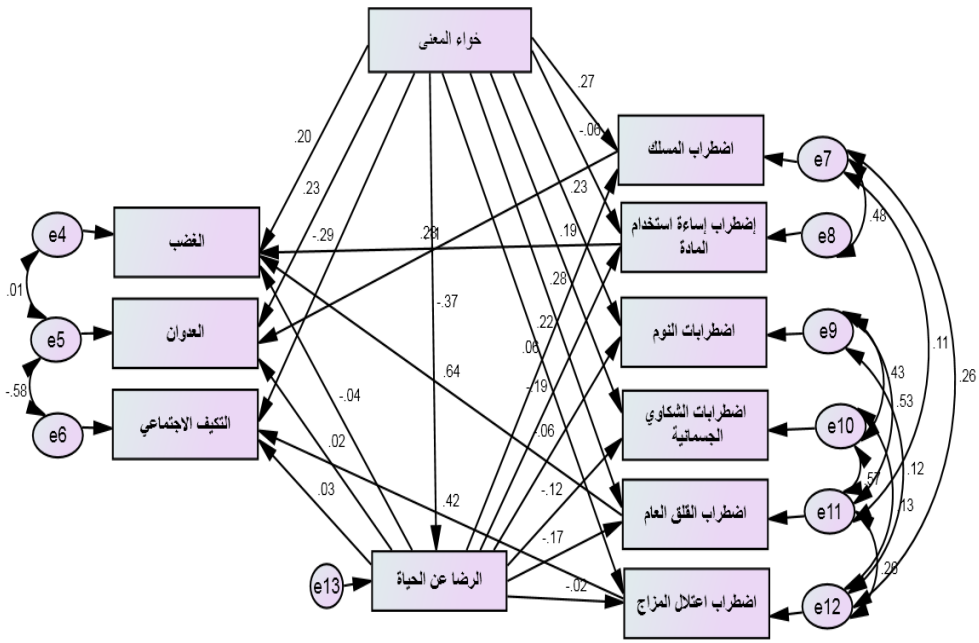 خواء المعنى
.27
-.06
اضطراب المسلك
e7
.20
.23
.23
.48
e4
الغضب
إضطراب إساءة استخدام
المادة
e8
-.29
.19
.01
-.37
.28
e5
العدوان
اضطرابات النوم
e9
.22
.11
.06
.64
43
.26
-.58
-.19
.53
-.04
e6
التكيف الاجتماعي
اضطرابات الشكاوي
الجسمانية
e10
.02
-.06
.12
.57
.03
-.12
.42
اضطراب القلق العام
e11
.13
-.17
e13
الرضا عن الحياة
-.02
اضطراب اعتلال المزاج
e12